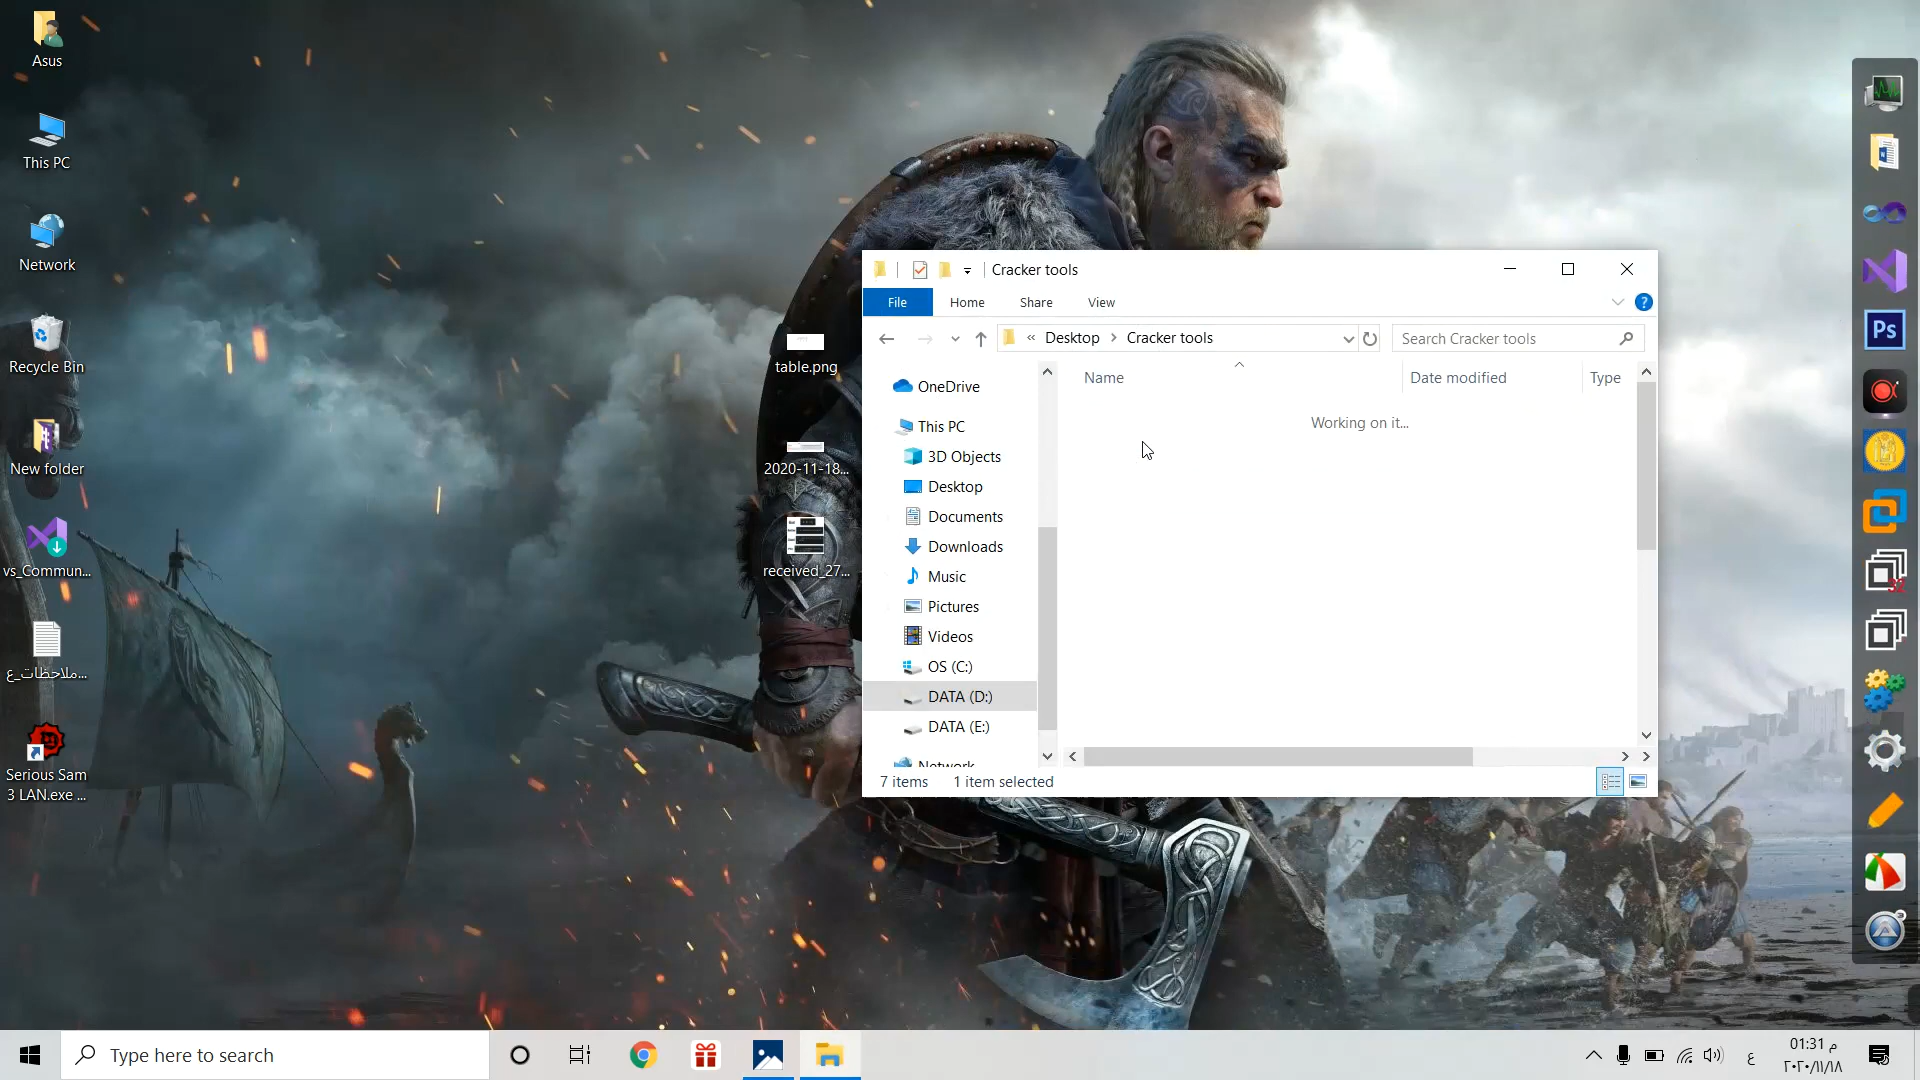 Asus
This PC
Network
Recycle Bin
New folder
vs_Commun...
ملاحظات_ع...
Serious Sam
3 LAN.exe ...
table.png
2020-11-18...
received_27...
Cracker tools
File
Home
Share
View
?
«
Desktop
Cracker tools
Search Cracker tools
Name
Date modified
Type
Working on it...
OneDrive
This PC
3D Objects
Desktop
Documents
Downloads
Music
Pictures
Videos
OS (C:)
DATA (D:)
DATA (E:)
Network
7 items
1 item selected
Ps
32
Type here to search
ع
01:31 م
٢٠٢٠/١١/١٨